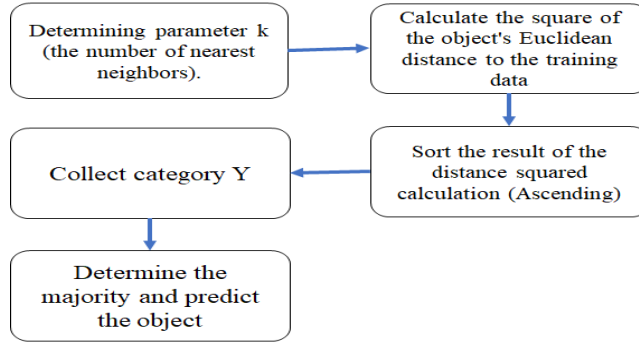 Determining parameter k
(the number of nearest
neighbors).
Calculate the square of
the object's Euclidean
distance to the training
data
Sort the result of the
distance squared
calculation (Ascending)
Collect category Y
Determine the
majority and predict
the object